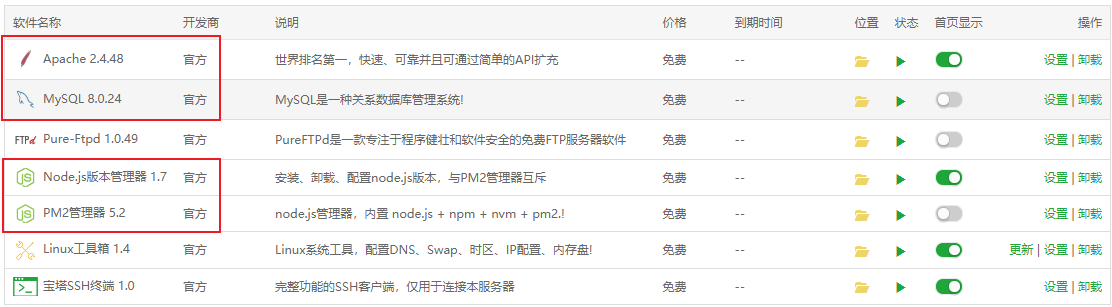 软件名称 开发商 说明 价格 到期时间 位置 状态 首页显示 操作
Apache 2.4.48 官方 世界排名第一，快速、可靠并且可通过简单的API扩充 免费 -- 设置 | 卸载
MySQL 8.0.24 官方 MySQL是一种关系数据库管理系统! 免费 -- 设置 | 卸载
FTPd Pure-Ftpd 1.0.49 官方 PureFTPd是一款专注于程序健壮和软件安全的免费FTP服务器软件 免费 -- 设置 | 卸载
Node.js版本管理器 1.7 官方 安装、卸载、配置node.js版本，与PM2管理器互斥 免费 -- 设置 | 卸载
PM2管理器 5.2 官方 node.js管理器，内置 node.js + npm + nvm + pm2.! 免费 -- 设置 | 卸载
Linux工具箱 1.4 官方 Linux系统工具，配置DNS、Swap、时区、IP配置、内存盘! 免费 -- 更新 | 设置 | 卸载
宝塔SSH终端 1.0 官方 完整功能的SSH客户端，仅用于连接本服务器 免费 -- 设置 | 卸载